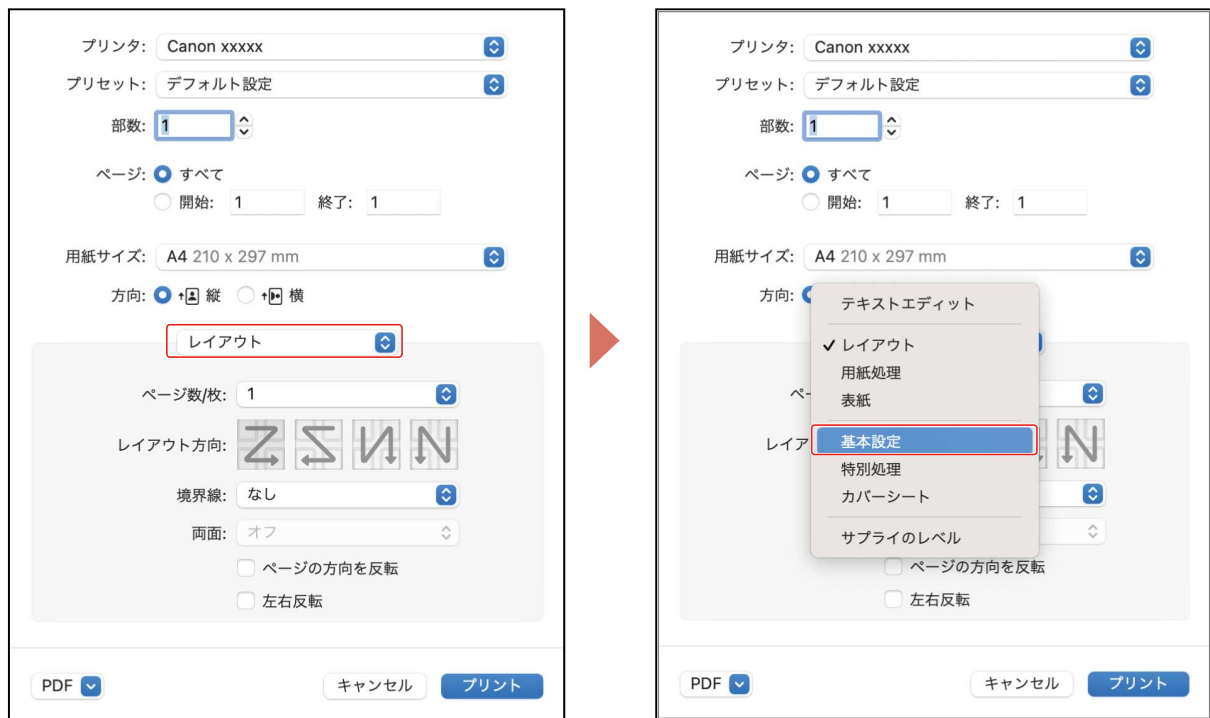 プリンタ: Canon xxxxx
プリセット: デフォルト設定
部数: 1
ページ: すべて
開始: 1 終了: 1
用紙サイズ: A4 210 x 297 mm
方向: 縦 横
レイアウト
ページ数/枚: 1
レイアウト方向:
境界線: なし
両面: オフ
ページの方向を反転
左右反転
PDF キャンセル プリント
プリンタ: Canon xxxxx
プリセット: デフォルト設定
部数: 1
ページ: すべて
開始: 1 終了: 1
用紙サイズ: A4 210 x 297 mm
方向:
テキストエディット
レイアウト
用紙処理
表紙
ペー
レイア 基本設定
特別処理
カバーシート
サプライのレベル
ページの方向を反転
左右反転
PDF キャンセル プリント